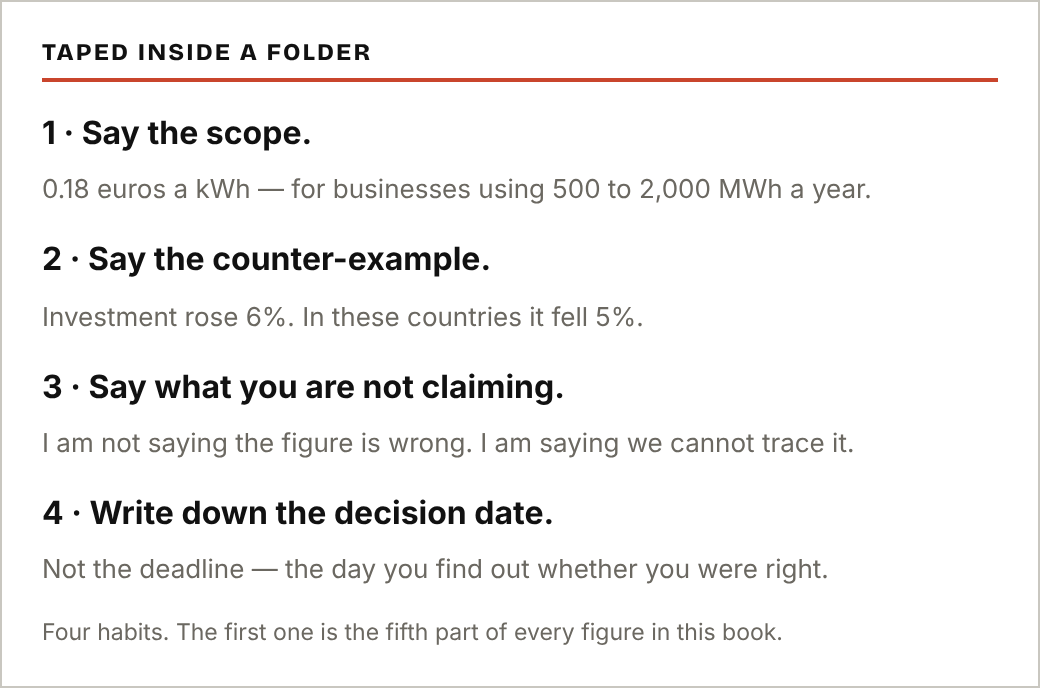 TAPED INSIDE A FOLDER
1 · Say the scope.
0.18 euros a kWh — for businesses using 500 to 2,000 MWh a year.
2 · Say the counter-example.
Investment rose 6%. In these countries it fell 5%.
3 · Say what you are not claiming.
I am not saying the figure is wrong. I am saying we cannot trace it.
4 · Write down the decision date.
Not the deadline — the day you find out whether you were right.
Four habits. The first one is the fifth part of every figure in this book.